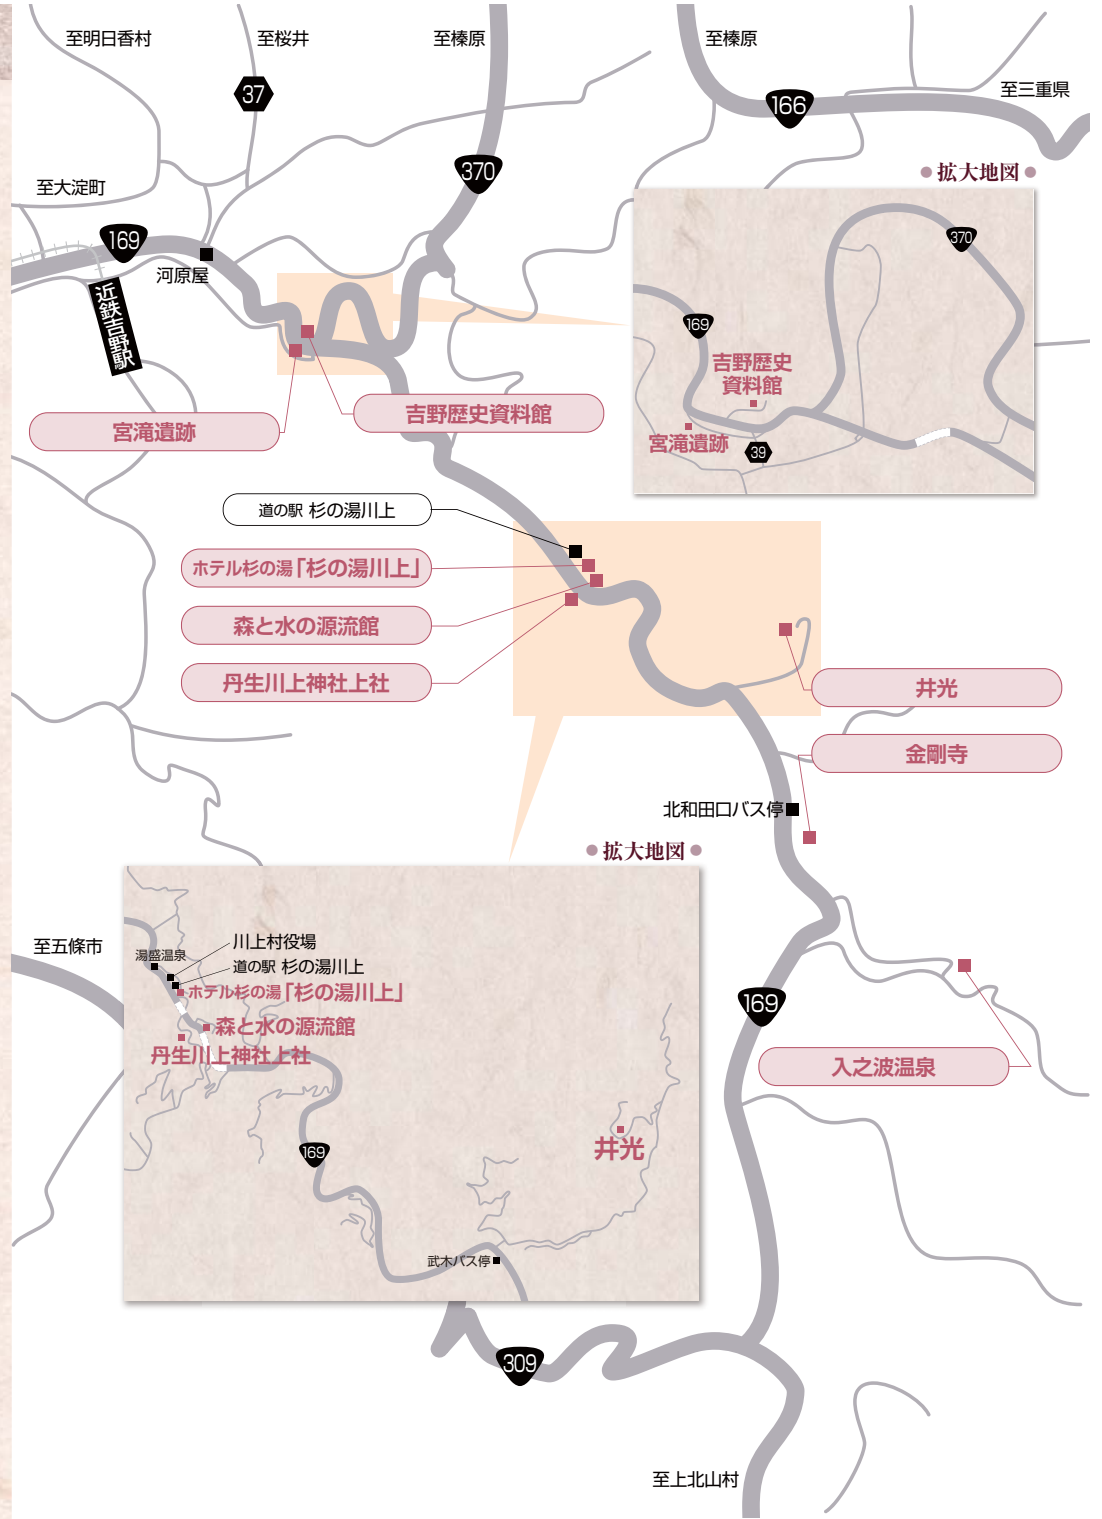 至明日香村
至桜井
至榛原
至榛原
37
166
至三重県
370
拡大地図
至大淀町
169
河原屋
近鉄吉野駅
370
169
吉野歴史
資料館
宮滝遺跡
39
吉野歴史資料館
宮滝遺跡
道の駅 杉の湯川上
ホテル杉の湯「杉の湯川上」
森と水の源流館
丹生川上神社上社
井光
金剛寺
北和田口バス停
拡大地図
至五條市
湯盛温泉
川上村役場
道の駅 杉の湯川上
ホテル杉の湯「杉の湯川上」
森と水の源流館
丹生川上神社上社
169
井光
武木バス停
169
入之波温泉
309
至上北山村